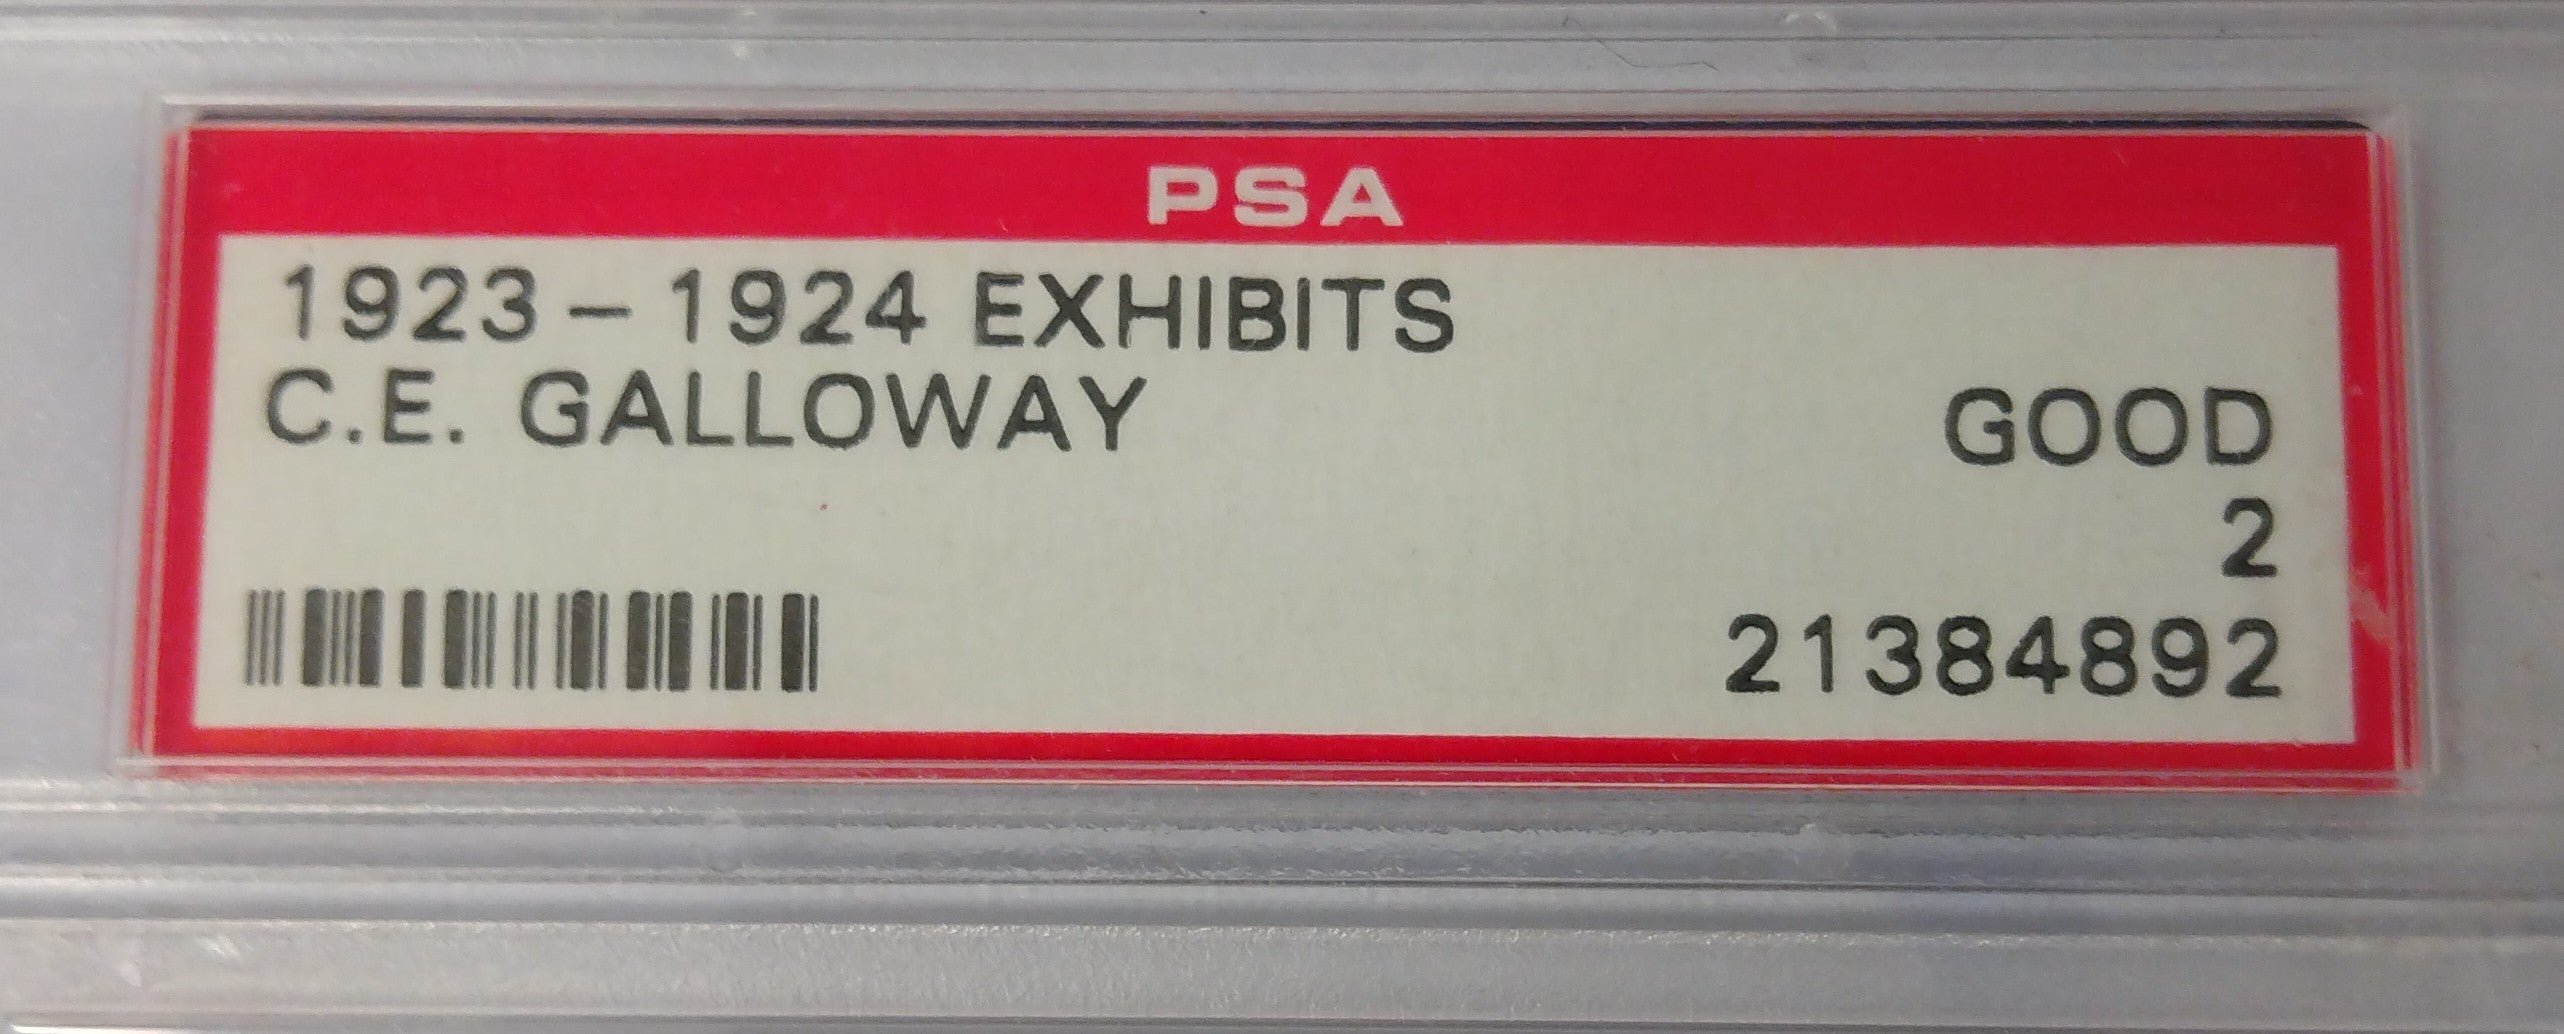 PSA
1923-1924 EXHIBITS
C.E. GALLOWAY
GOOD
2
21384892